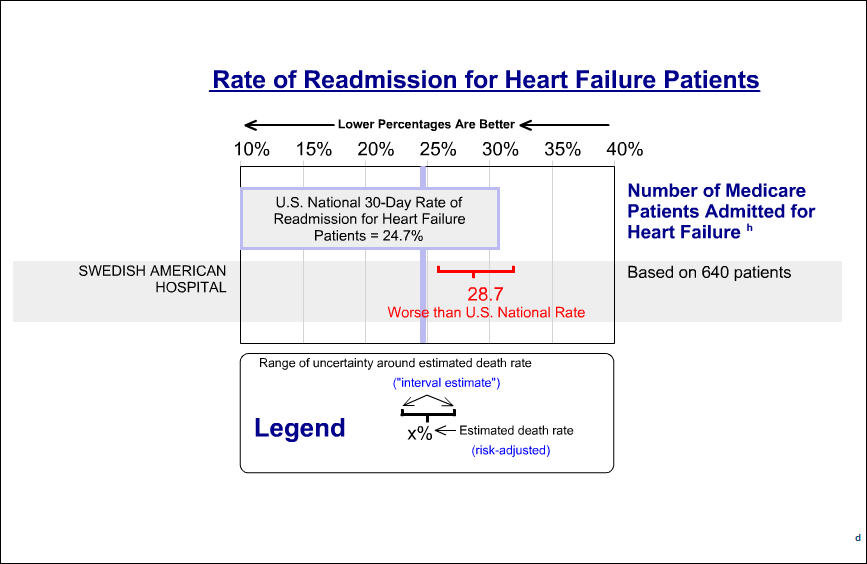 Rate of Readmission for Heart Failure Patients
Lower Percentages Are Better
10% 15% 20% 25% 30% 35% 40%
U.S. National 30-Day Rate of
Readmission for Heart Failure
Patients = 24.7%
Number of Medicare
Patients Admitted for
Heart Failure h
SWEDISH AMERICAN
HOSPITAL
28.7
Worse than U.S. National Rate
Based on 640 patients
Range of uncertainty around estimated death rate
("interval estimate")
Legend
x%
Estimated death rate
(risk-adjusted)
d